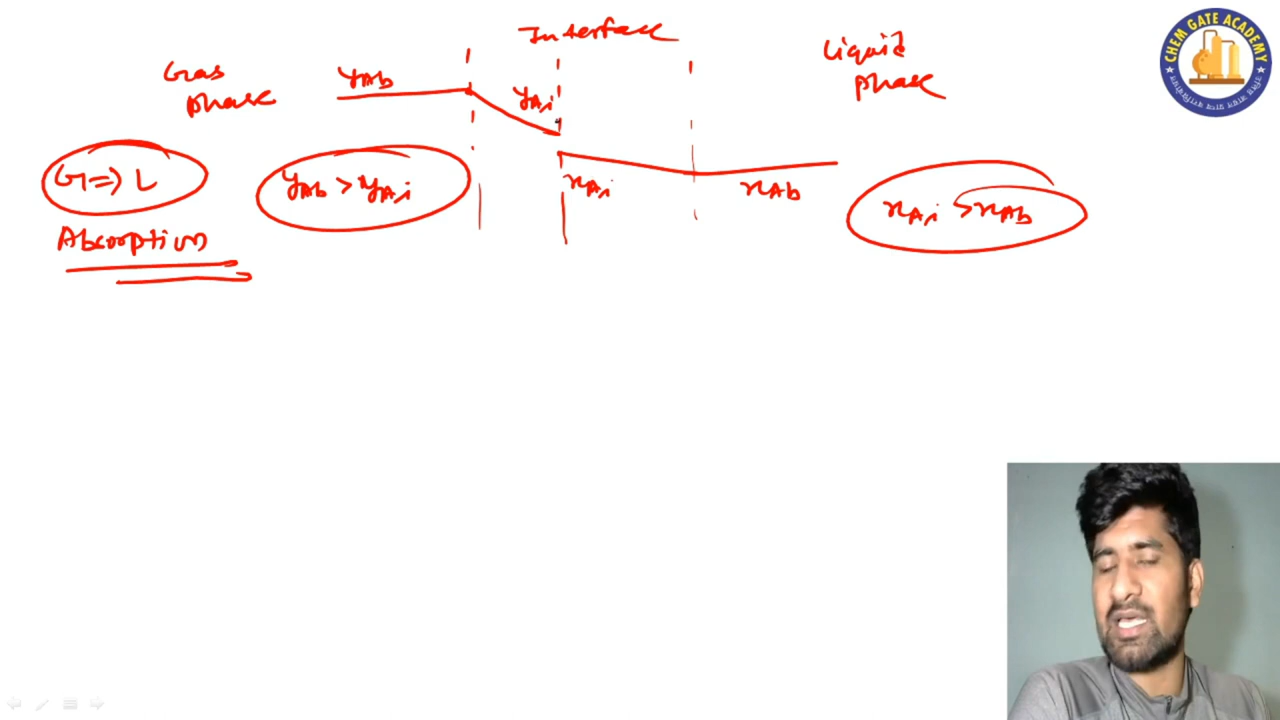 Interface
Gas phase
Liquid phase
yAb
yAi
xAi
xAb
G => L
yAb > yAi
xAi > xAb
Absorption
CHEM GATE ACADEMY